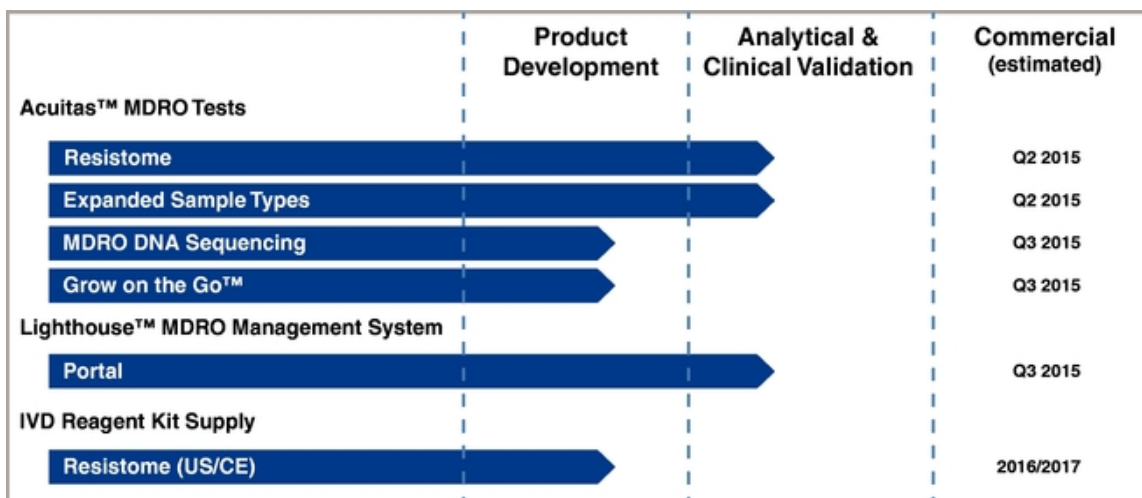 Product
Development
Analytical &
Clinical Validation
Commercial
(estimated)
Acuitas™ MDRO Tests
Resistome
Q2 2015
Expanded Sample Types
Q2 2015
MDRO DNA Sequencing
Q3 2015
Grow on the Go™
Q3 2015
Lighthouse™ MDRO Management System
Portal
Q3 2015
IVD Reagent Kit Supply
Resistome (US/CE)
2016/2017